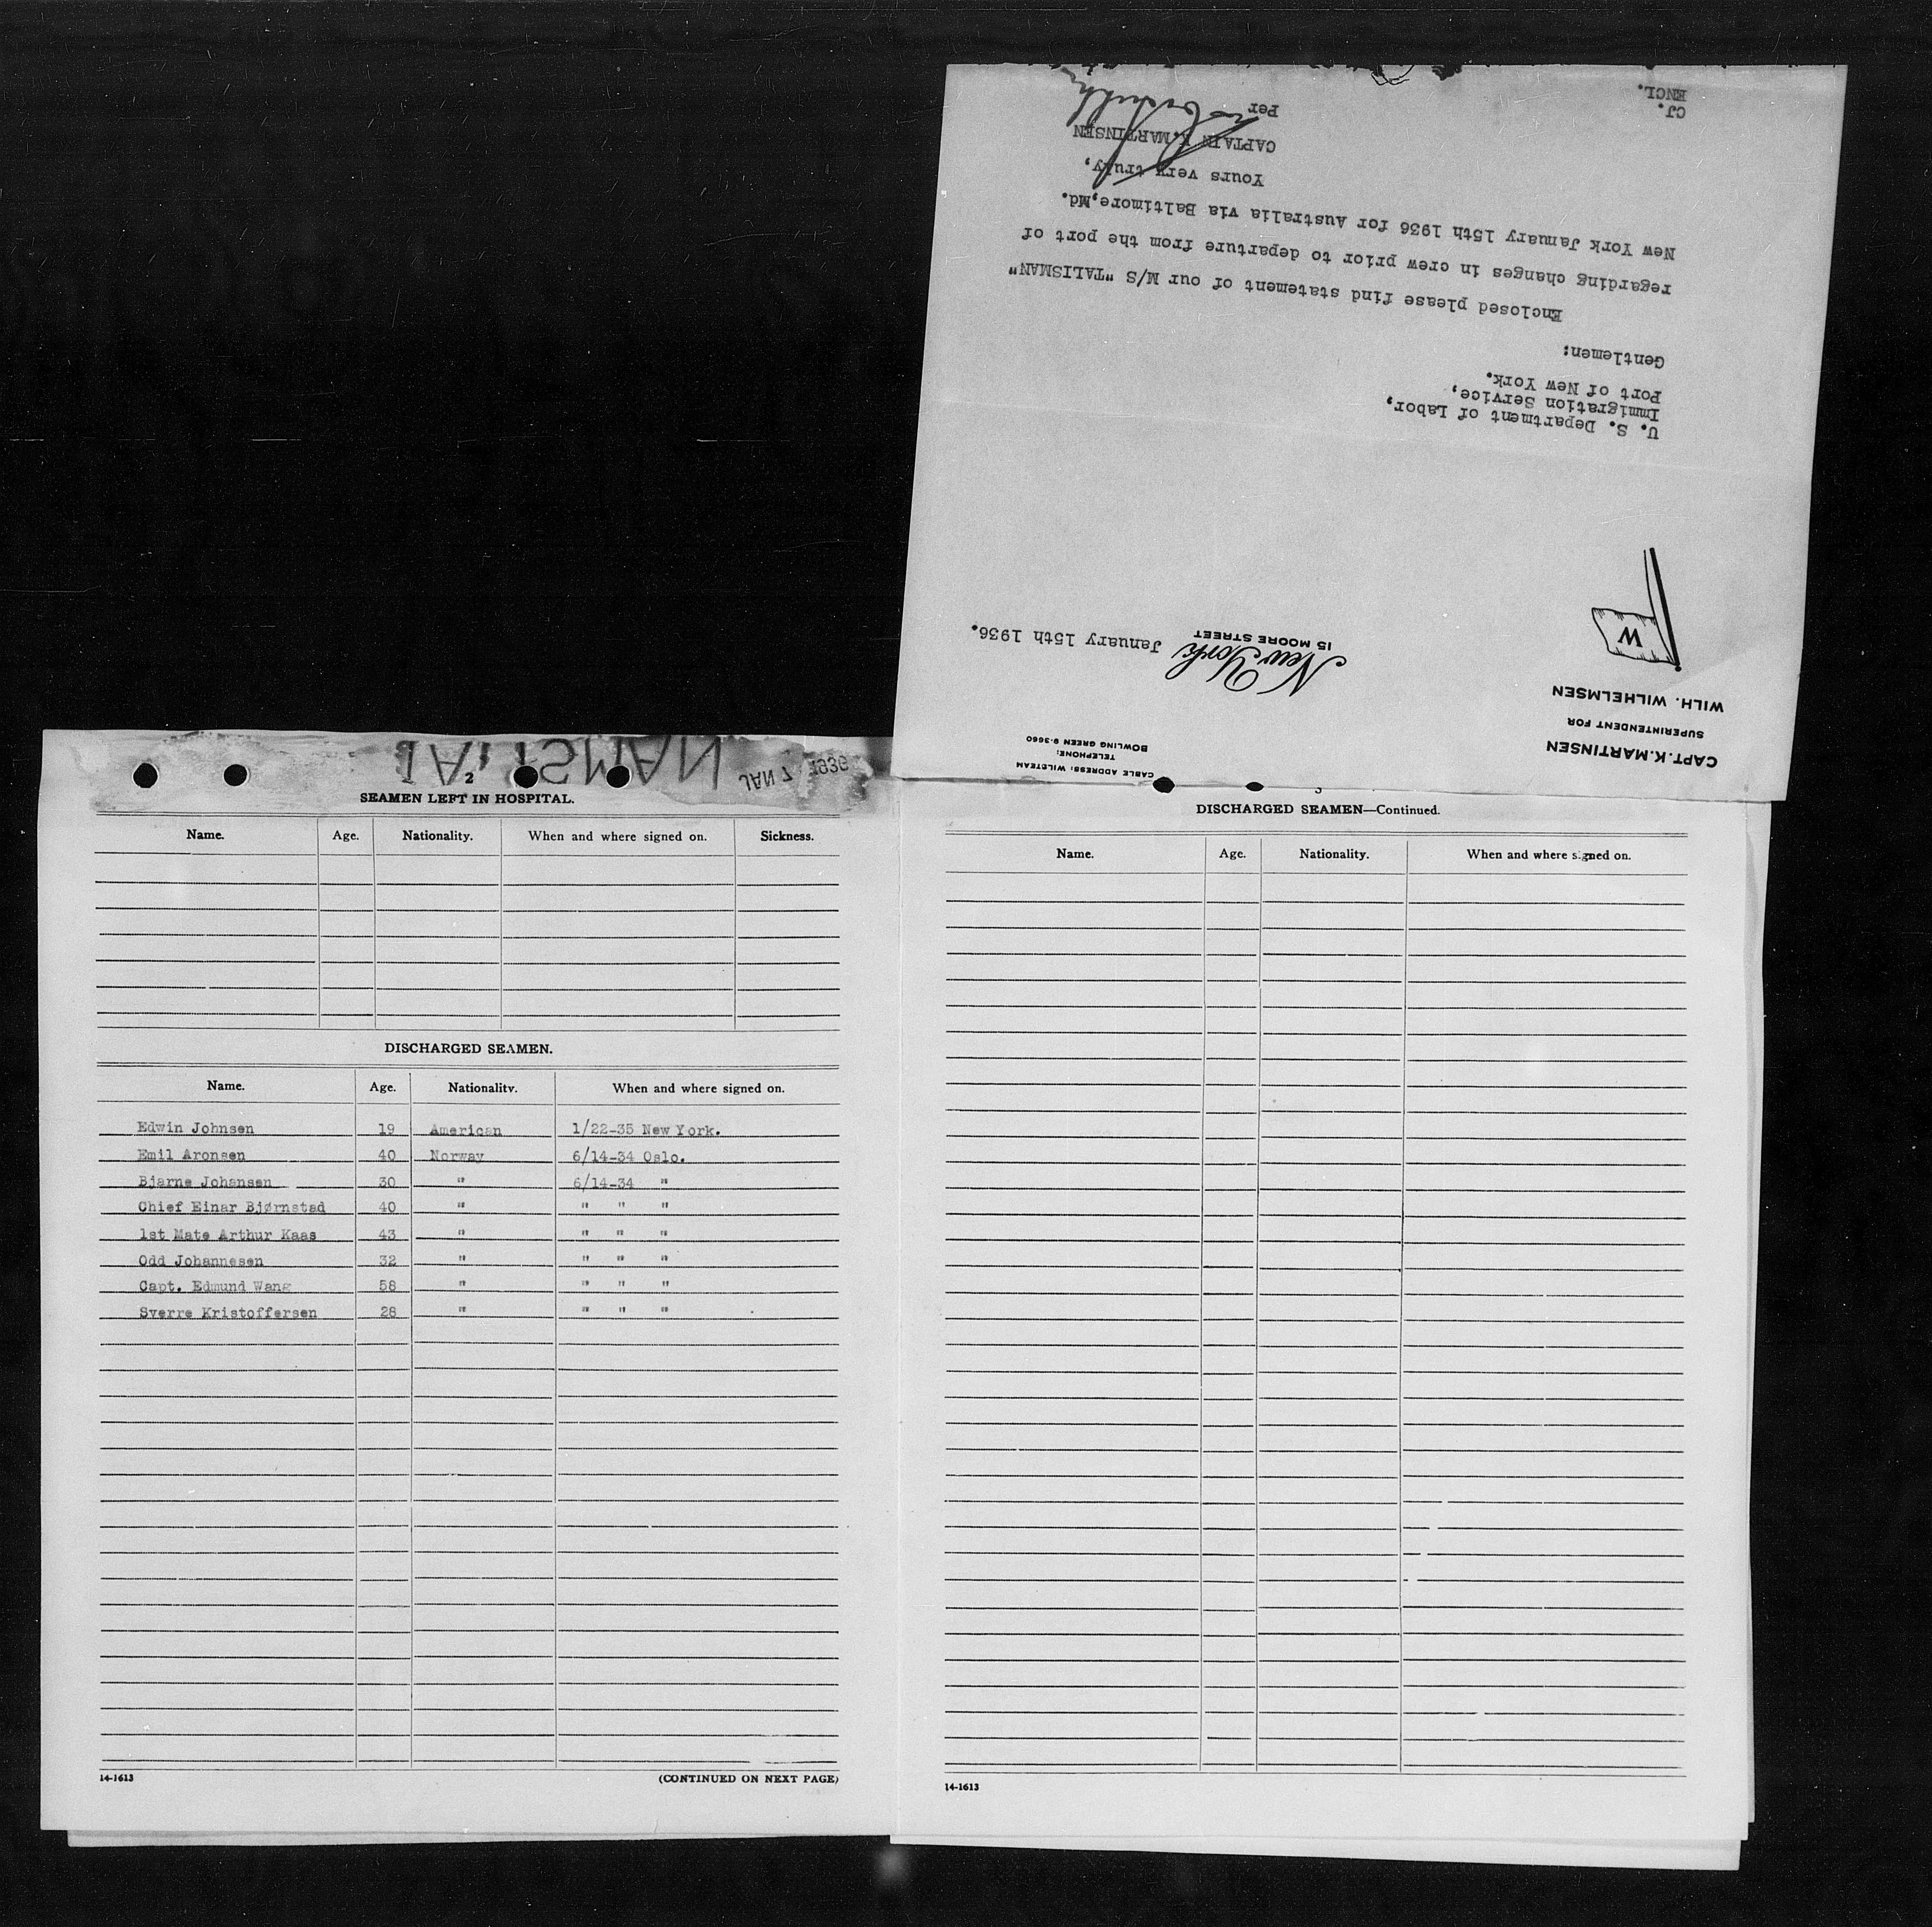 CAPT. K. MARTINSEN
SUPERINTENDENT FOR
WILH. WILHELMSEN
W
CABLE ADDRESS: WILSTEAM
TELEPHONE:
BOWLING GREEN 9-3660
New York January 15th 1936.
15 MOORE STREET
U. S. Department of Labor,
Immigration Service,
Port of New York.
Gentlemen:
Enclosed please find statement of our M/S "TALISMAN"
regarding changes in crew prior to departure from the port of
New York January 15th 1936 for Australia via Baltimore,Md.
Yours very truly,
CAPTAIN K. MARTINSEN
Per
CJ.
ENCL.
TALISMAN JAN 7 1936
2
SEAMEN LEFT IN HOSPITAL.
Name. Age. Nationality. When and where signed on. Sickness.
DISCHARGED SEAMEN.
Name. Age. Nationality. When and where signed on.
Edwin Johnsen 19 American 1/22-35 New York.
Emil Aronsen 40 Norway 6/14-34 Oslo.
Bjarne Johansen 30 " 6/14-34 "
Chief Einar Bjørnstad 40 " " " "
1st Mate Arthur Kaas 43 " " " "
Odd Johannesen 32 " " " "
Capt. Edmund Wang 58 " " " "
Sverre Kristoffersen 28 " " " "
14-1613 (CONTINUED ON NEXT PAGE)
3
DISCHARGED SEAMEN—Continued.
Name. Age. Nationality. When and where signed on.
14-1613